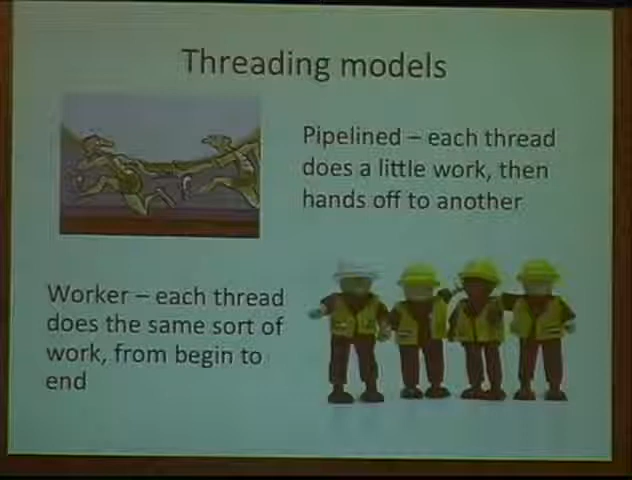 Threading models
Pipelined – each thread
does a little work, then
hands off to another
Worker – each thread
does the same sort of
work, from begin to
end